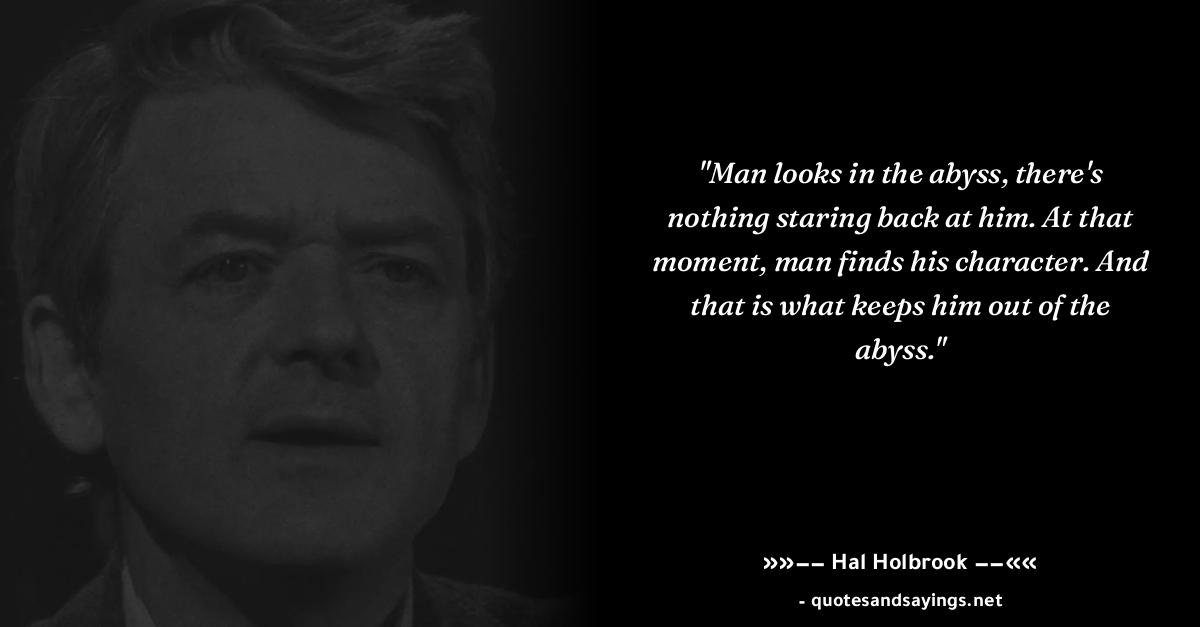 "Man looks in the abyss, there's
nothing staring back at him. At that
moment, man finds his character. And
that is what keeps him out of the
abyss."
»»–– Hal Holbrook ––««
- quotesandsayings.net